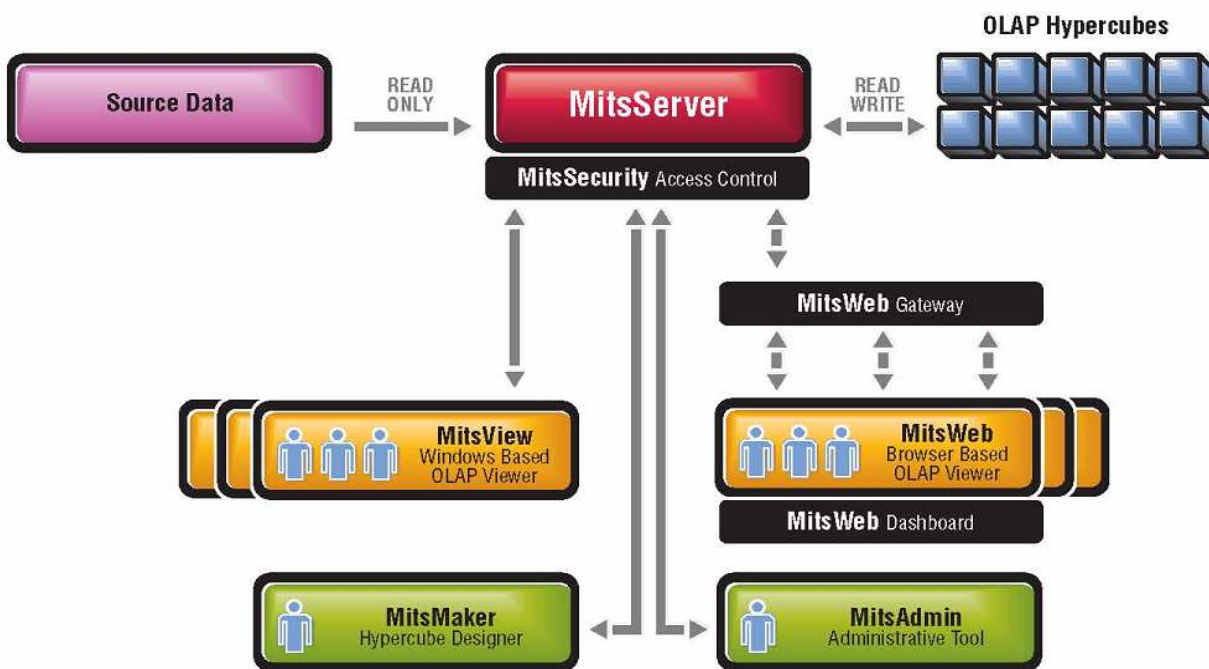 OLAP Hypercubes
Source Data
READ
ONLY
MitsServer
READ
WRITE
MitsSecurity Access Control
MitsWeb Gateway
MitsView
Windows Based
OLAP Viewer
MitsWeb
Browser Based
OLAP Viewer
MitsWeb Dashboard
MitsMaker
Hypercube Designer
MitsAdmin
Administrative Tool